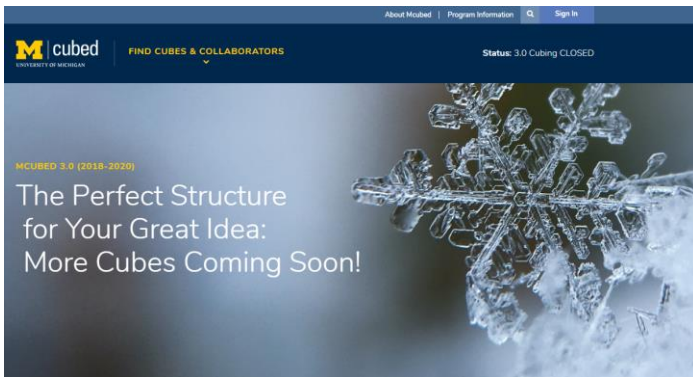 About Mcubed | Program Information Sign In
M | cubed
UNIVERSITY OF MICHIGAN
FIND CUBES & COLLABORATORS
Status: 3.0 Cubing CLOSED
MCUBED 3.0 (2018-2020)
The Perfect Structure
for Your Great Idea:
More Cubes Coming Soon!